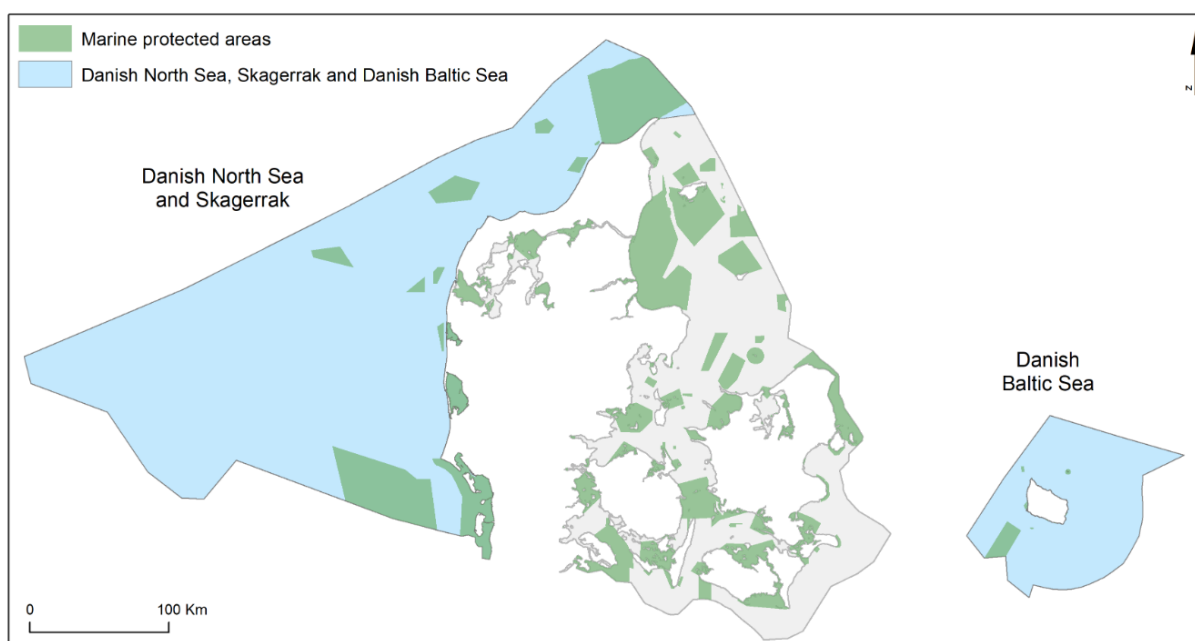 Marine protected areas
Danish North Sea, Skagerrak and Danish Baltic Sea
z
Danish North Sea
and Skagerrak
Danish
Baltic Sea
0
100 Km